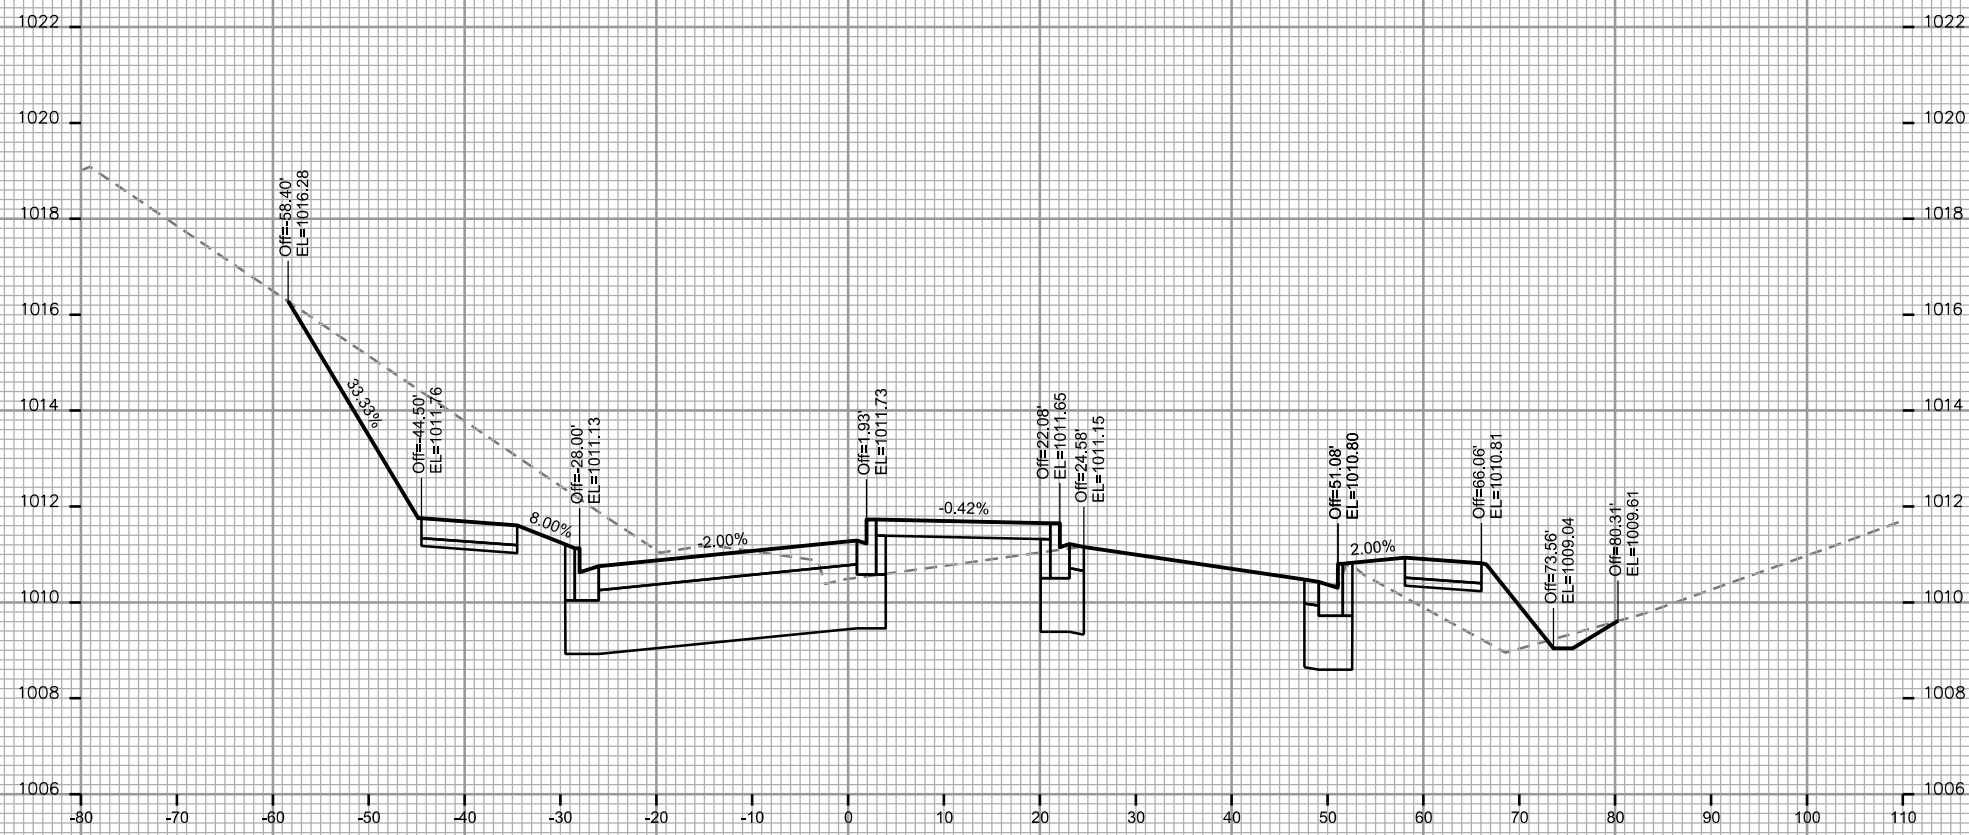 1022
1022
1020
1020
1018
1018
1016
1016
1014
1014
1012
1012
1010
1010
1008
1008
1006
1006
Off=-58.40'
EL=1016.28
33.33%
Off=-44.50'
EL=1011.76
8.00%
Off=-28.00'
EL=1011.13
-2.00%
Off=1.93'
EL=1011.73
-0.42%
Off=22.08'
EL=1011.65
Off=24.58'
EL=1011.15
Off=51.08'
EL=1010.80
2.00%
Off=66.06'
EL=1010.81
Off=73.56'
EL=1009.04
Off=80.31'
EL=1009.61
-80 -70 -60 -50 -40 -30 -20 -10 0 10 20 30 40 50 60 70 80 90 100 110